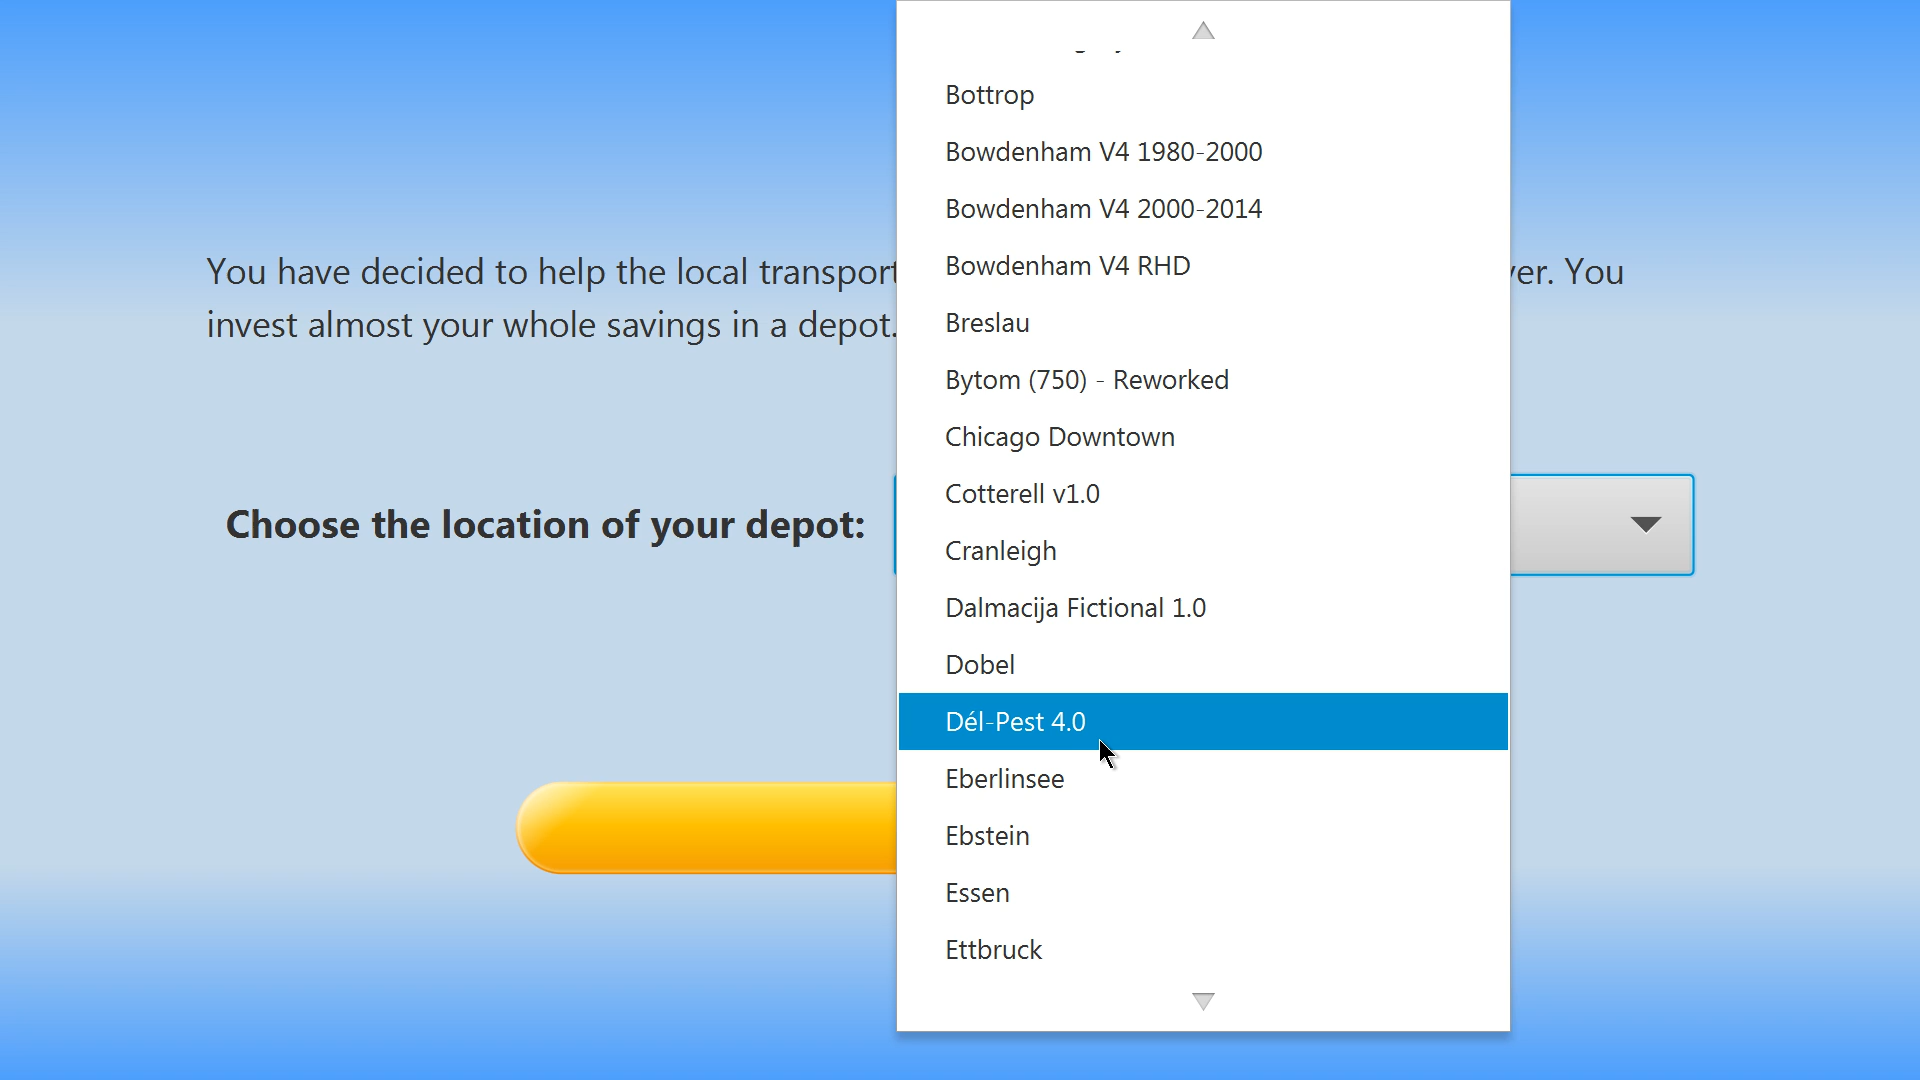 Bottrop
Bowdenham V4 1980-2000
Bowdenham V4 2000-2014
Bowdenham V4 RHD
You have decided to help the local transport
You
invest almost your whole savings in a depot.
Breslau
Bytom (750) - Reworked
Chicago Downtown
Cotterell v1.0
Choose the location of your depot:
Cranleigh
Dalmacija Fictional 1.0
Dobel
Dél-Pest 4.0
Eberlinsee
Ebstein
Essen
Ettbruck